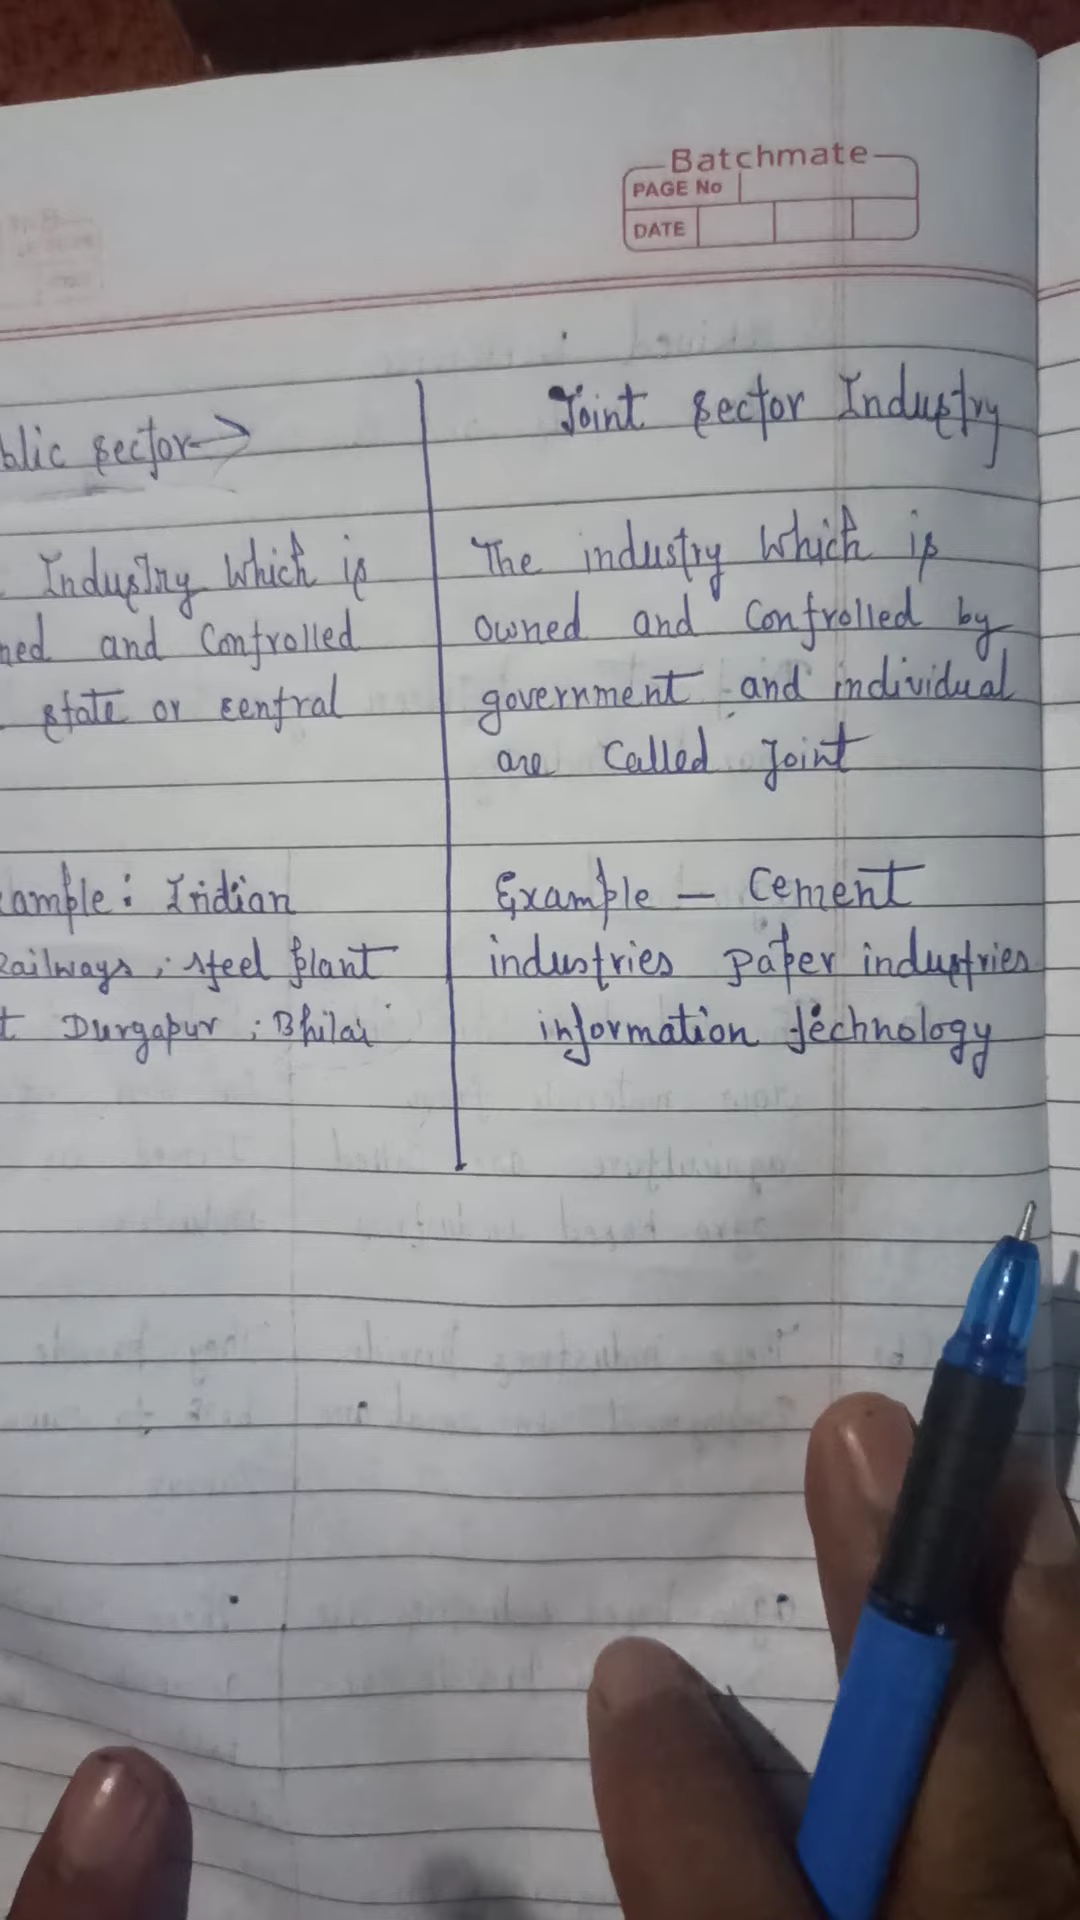 Batchmate
PAGE No
DATE
blic sector→
Industry which is
ned and controlled
state or central
ample: Indian
Railways, steel plant
t Durgapur, Bhilai
Joint sector Industry
The industry which is
owned and controlled by
government and individual
are called Joint
Example – Cement
industries paper industries
information technology